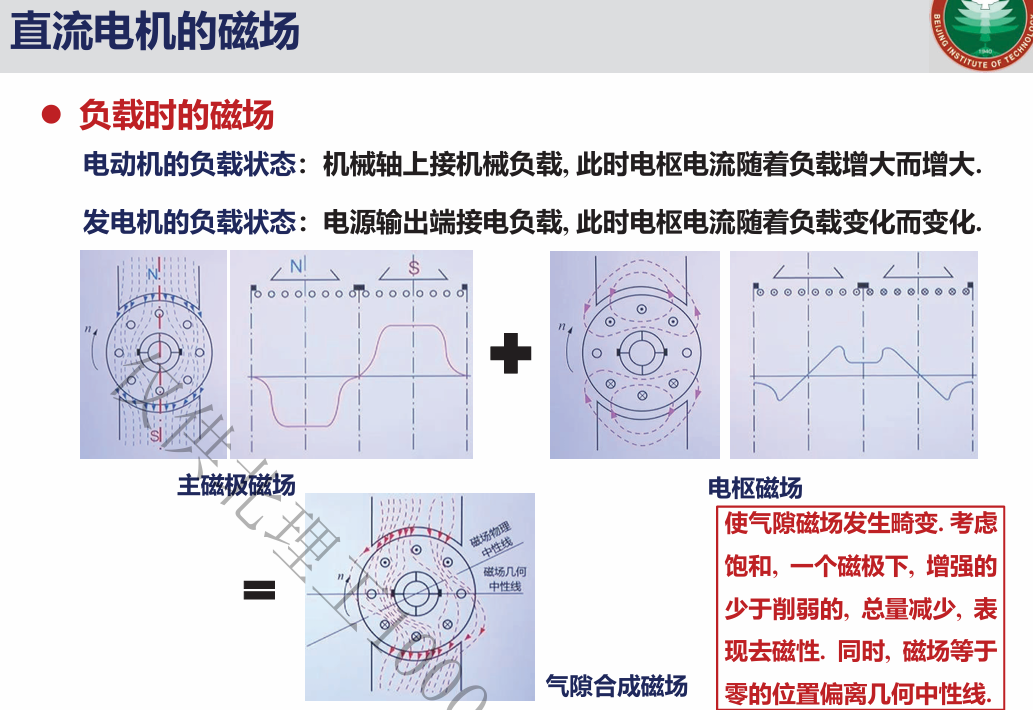 直流电机的磁场
BEIJING INSTITUTE OF TECHNOLOGY
1940
● 负载时的磁场
电动机的负载状态：机械轴上接机械负载, 此时电枢电流随着负载增大而增大.
发电机的负载状态：电源输出端接电负载, 此时电枢电流随着负载变化而变化.
N
n
S
N S
+
n
主磁极磁场
电枢磁场
=
n
磁场物理
中性线
磁场几何
中性线
气隙合成磁场
使气隙磁场发生畸变. 考虑
饱和, 一个磁极下, 增强的
少于削弱的, 总量减少, 表
现去磁性. 同时, 磁场等于
零的位置偏离几何中性线.
仅供北理工1000